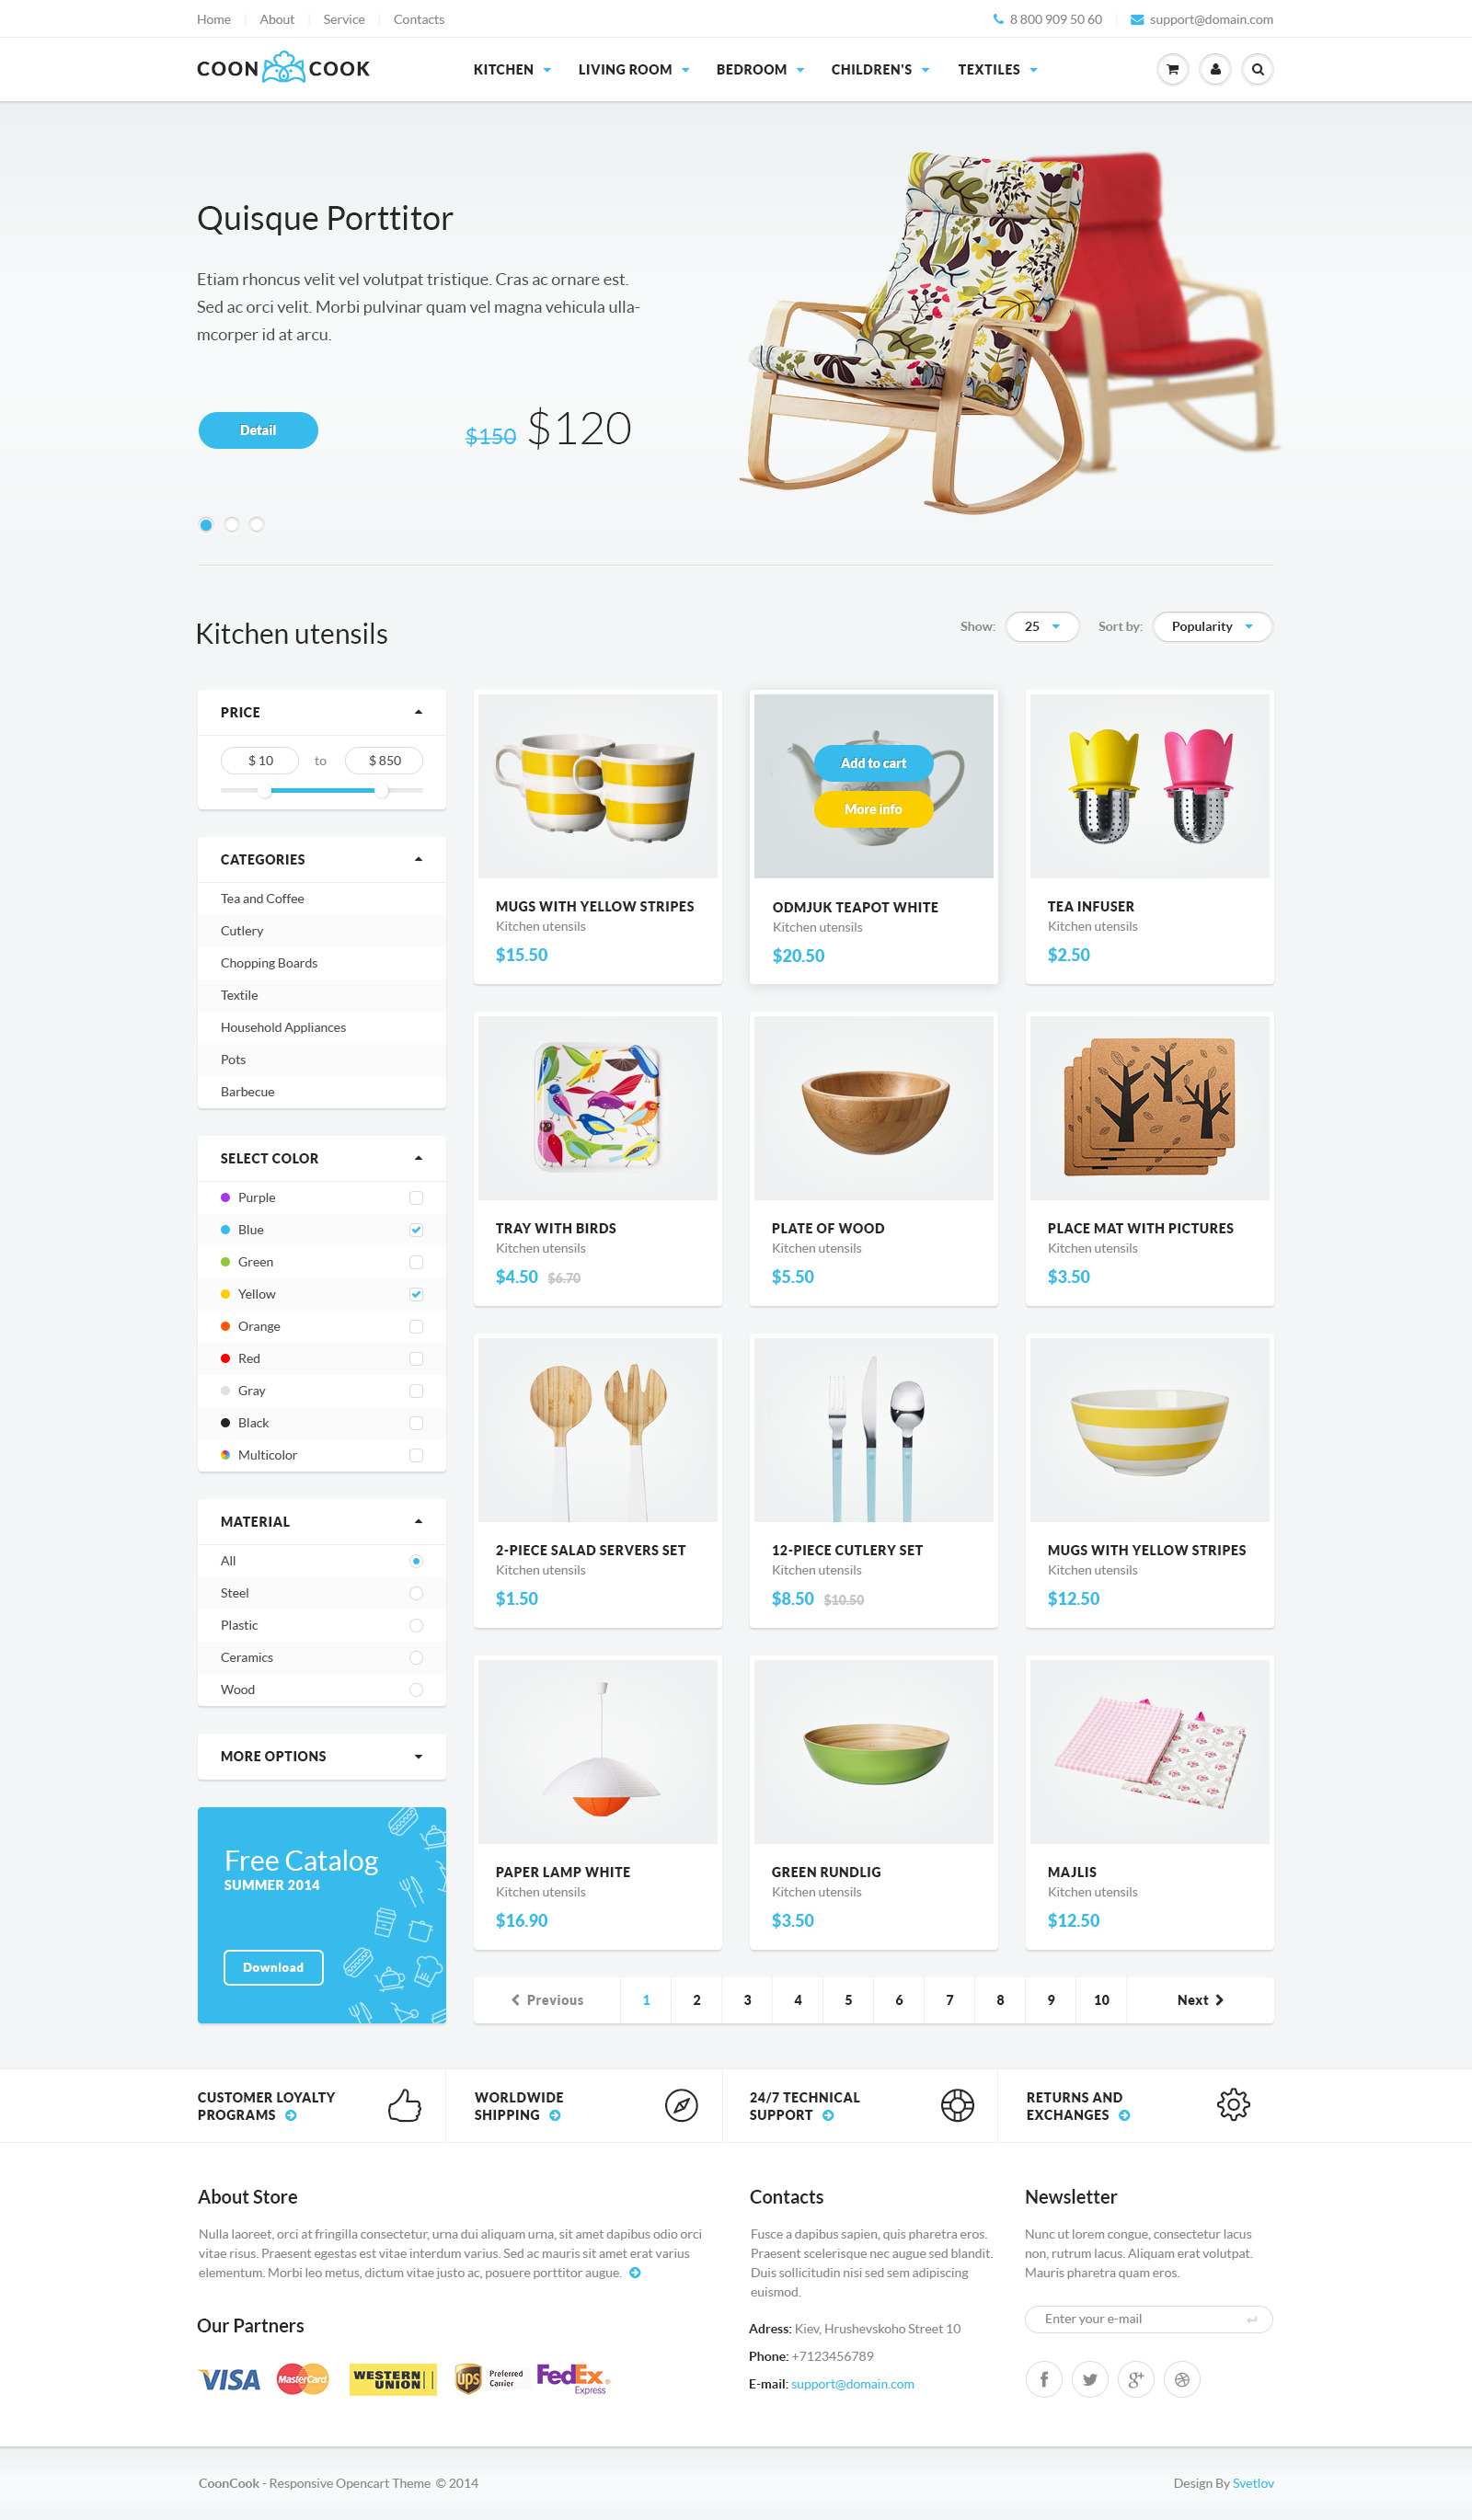 Home About Service Contacts 8 800 909 50 60 support@domain.com
COON COOK KITCHEN LIVING ROOM BEDROOM CHILDREN'S TEXTILES
Quisque Porttitor
Etiam rhoncus velit vel volutpat tristique. Cras ac ornare est.
Sed ac orci velit. Morbi pulvinar quam vel magna vehicula ulla-
mcorper id at arcu.
Detail $150 $120
Kitchen utensils
Show: 25 Sort by: Popularity
PRICE
$ 10 to $ 850
CATEGORIES
Tea and Coffee
Cutlery
Chopping Boards
Textile
Household Appliances
Pots
Barbecue
SELECT COLOR
Purple
Blue
Green
Yellow
Orange
Red
Gray
Black
Multicolor
MATERIAL
All
Steel
Plastic
Ceramics
Wood
MORE OPTIONS
Free Catalog
SUMMER 2014
Download
MUGS WITH YELLOW STRIPES
Kitchen utensils
$15.50
Add to cart
More info
ODMJUK TEAPOT WHITE
Kitchen utensils
$20.50
TEA INFUSER
Kitchen utensils
$2.50
TRAY WITH BIRDS
Kitchen utensils
$4.50 $6.70
PLATE OF WOOD
Kitchen utensils
$5.50
PLACE MAT WITH PICTURES
Kitchen utensils
$3.50
2-PIECE SALAD SERVERS SET
Kitchen utensils
$1.50
12-PIECE CUTLERY SET
Kitchen utensils
$8.50 $10.50
MUGS WITH YELLOW STRIPES
Kitchen utensils
$12.50
PAPER LAMP WHITE
Kitchen utensils
$16.90
GREEN RUNDLIG
Kitchen utensils
$3.50
MAJLIS
Kitchen utensils
$12.50
Previous 1 2 3 4 5 6 7 8 9 10 Next
CUSTOMER LOYALTY
PROGRAMS
WORLDWIDE
SHIPPING
24/7 TECHNICAL
SUPPORT
RETURNS AND
EXCHANGES
About Store
Nulla laoreet, orci at fringilla consectetur, urna dui aliquam urna, sit amet dapibus odio orci
vitae risus. Praesent egestas est vitae interdum varius. Sed ac mauris sit amet erat varius
elementum. Morbi leo metus, dictum vitae justo ac, posuere porttitor augue.
Our Partners
VISA MasterCard WESTERN UNION ups Preferred Carrier FedEx Express
Contacts
Fusce a dapibus sapien, quis pharetra eros.
Praesent scelerisque nec augue sed blandit.
Duis sollicitudin nisi sed sem adipiscing
euismod.
Adress: Kiev, Hrushevskoho Street 10
Phone: +7123456789
E-mail: support@domain.com
Newsletter
Nunc ut lorem congue, consectetur lacus
non, rutrum lacus. Aliquam erat volutpat.
Mauris pharetra quam eros.
Enter your e-mail
CoonCook - Responsive Opencart Theme © 2014
Design By Svetlov